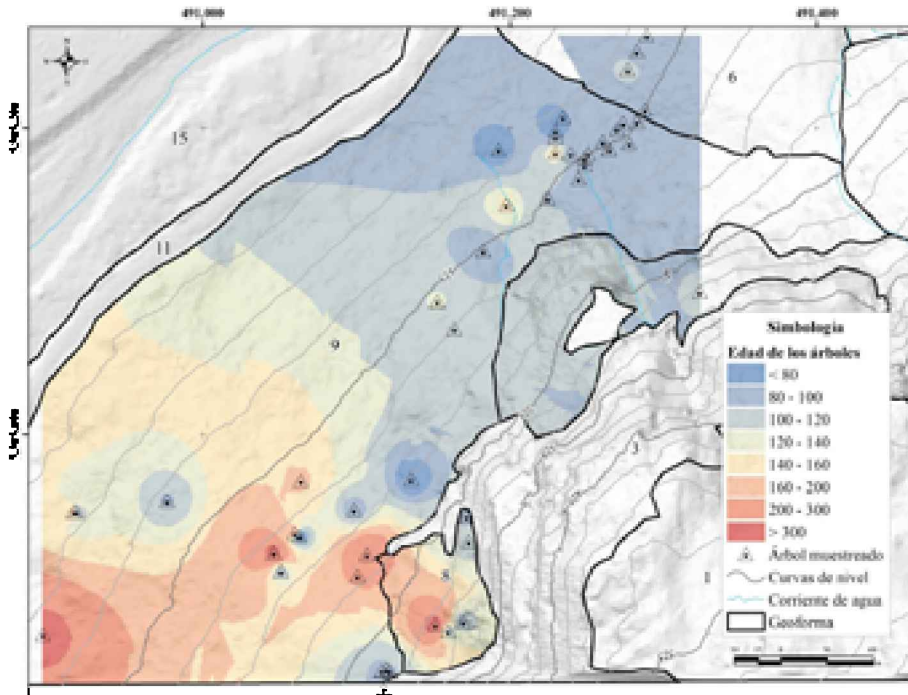 491,000 491,200 491,400
6
15
11
9
3
1
Simbología
Edad de los árboles
< 80
80 - 100
100 - 120
120 - 140
140 - 160
160 - 200
200 - 300
> 300
Árbol muestreado
Curvas de nivel
Corriente de agua
Geoforma